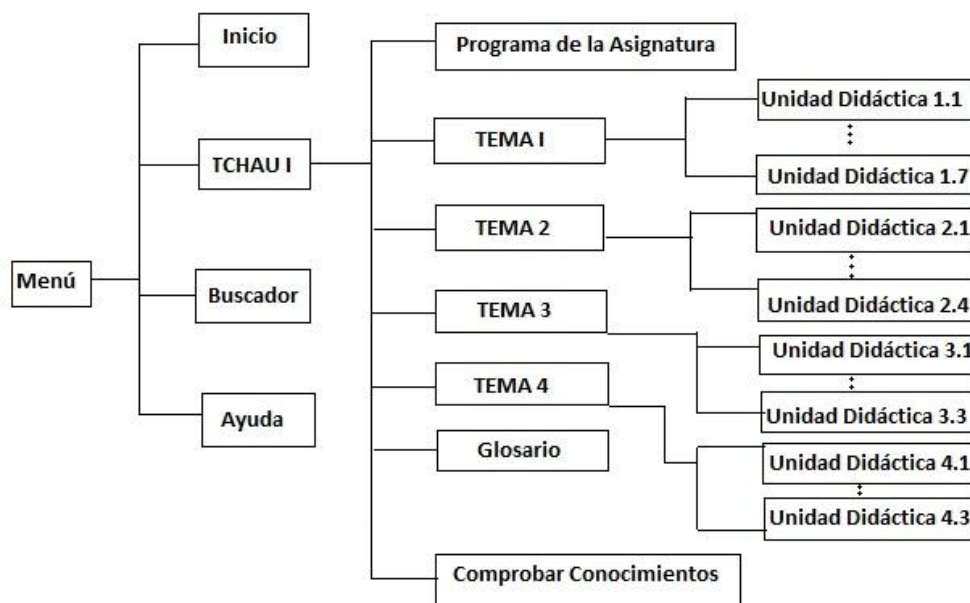 Menú
Inicio
TCHAU I
Buscador
Ayuda
Programa de la Asignatura
TEMA I
TEMA 2
TEMA 3
TEMA 4
Glosario
Comprobar Conocimientos
Unidad Didáctica 1.1
Unidad Didáctica 1.7
Unidad Didáctica 2.1
Unidad Didáctica 2.4
Unidad Didáctica 3.1
Unidad Didáctica 3.3
Unidad Didáctica 4.1
Unidad Didáctica 4.3